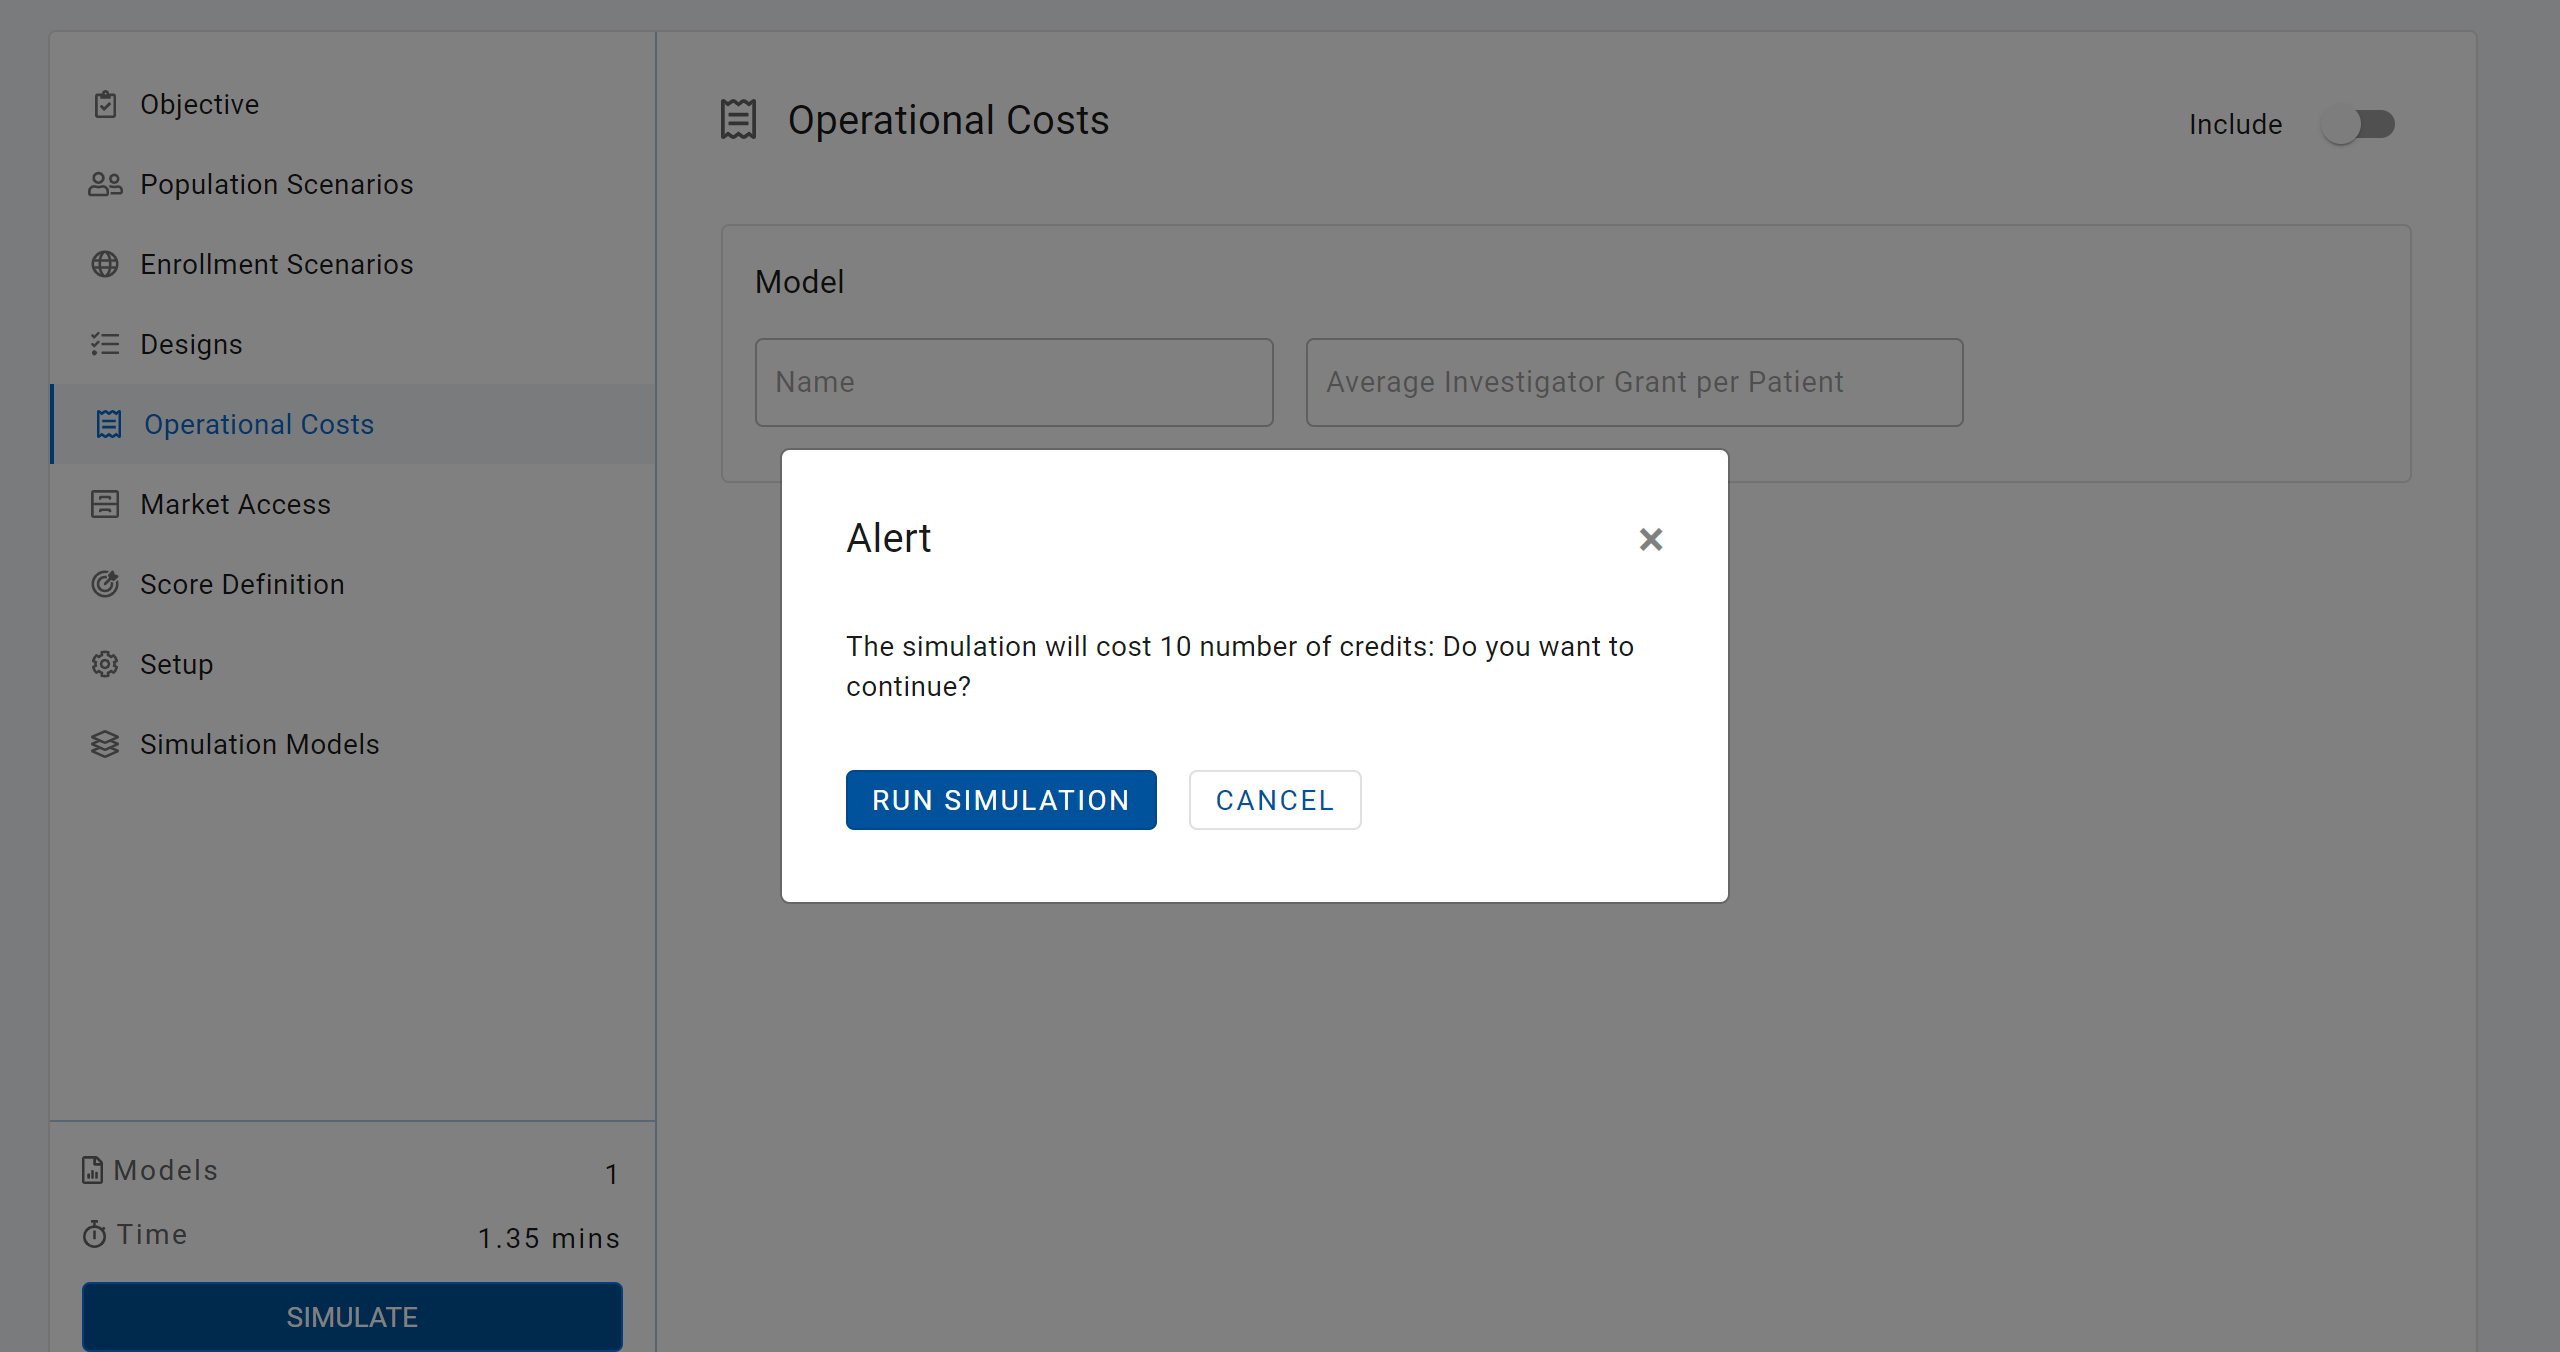 Objective
Population Scenarios
Enrollment Scenarios
Designs
Operational Costs
Market Access
Score Definition
Setup
Simulation Models
Models 1
Time 1.35 mins
SIMULATE
Operational Costs
Include
Model
Name
Average Investigator Grant per Patient
Alert
The simulation will cost 10 number of credits: Do you want to
continue?
RUN SIMULATION
CANCEL